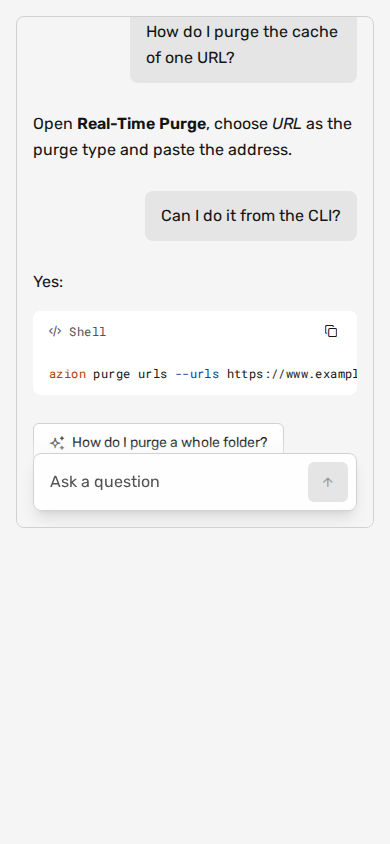 How do I purge the cache
of one URL?
Open Real-Time Purge, choose URL as the
purge type and paste the address.
Can I do it from the CLI?
Yes:
Shell
azion purge urls --urls https://www.exampl
How do I purge a whole folder?
Ask a question